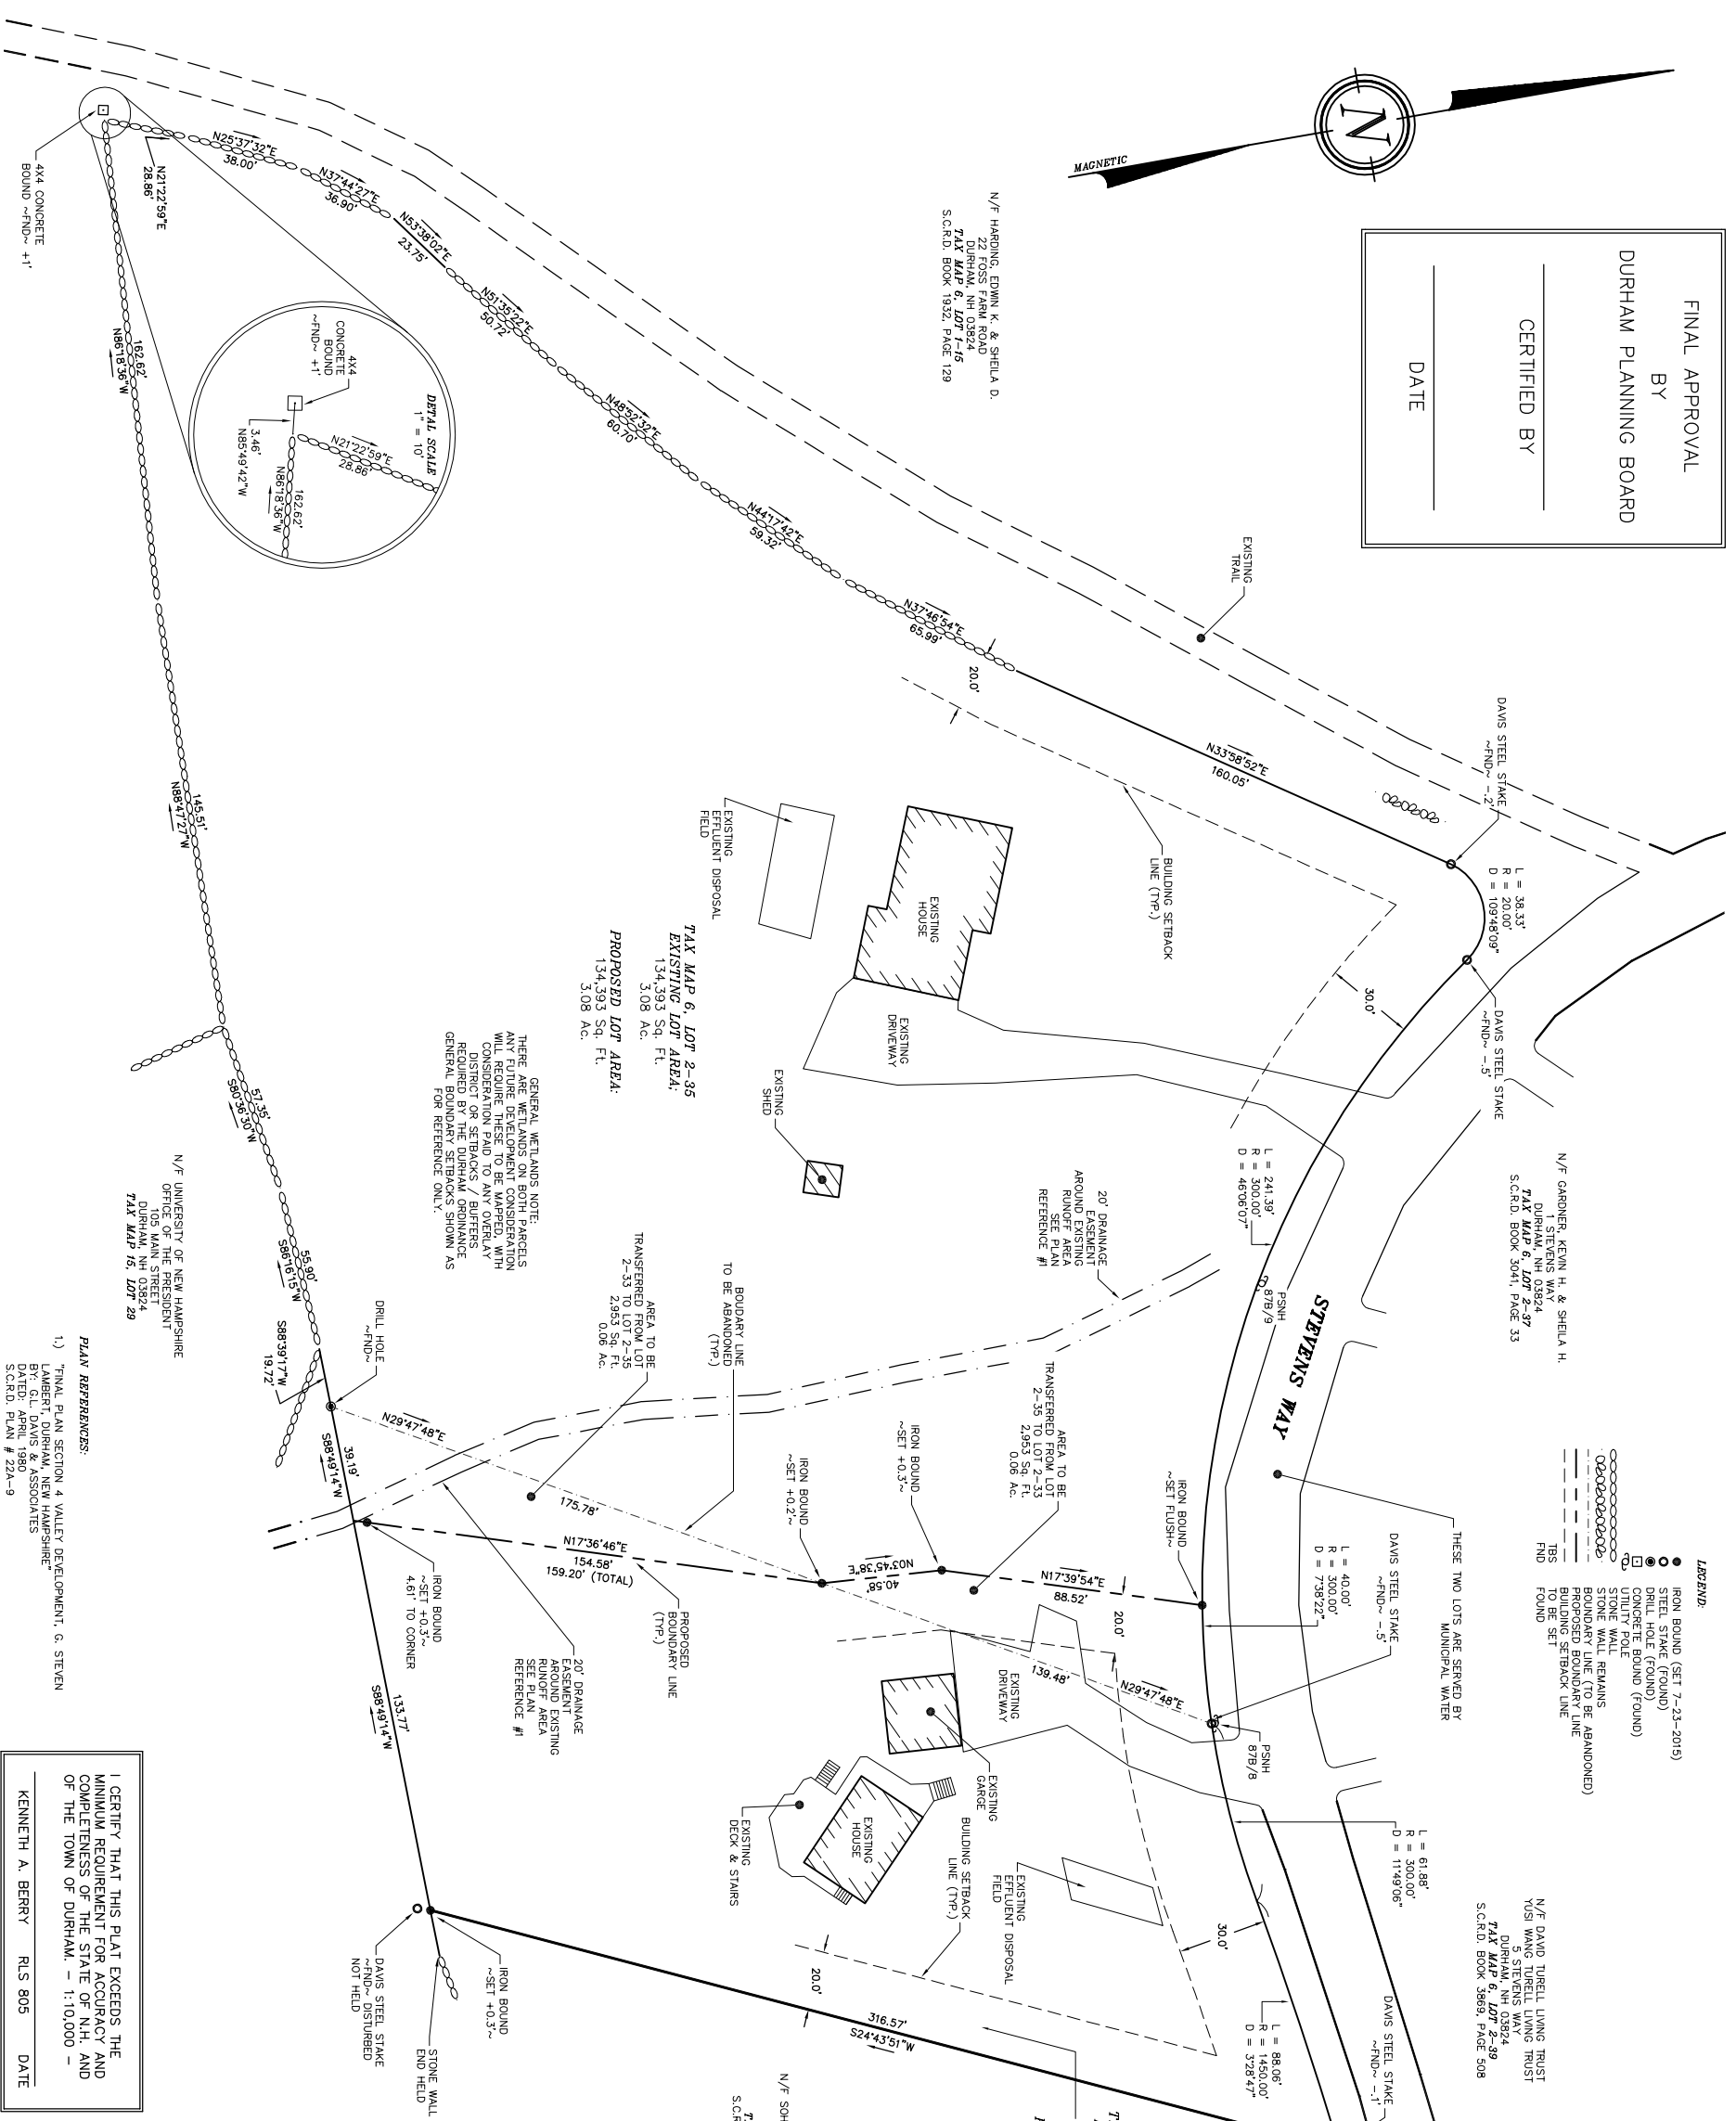 FINAL APPROVAL
BY
DURHAM PLANNING BOARD
CERTIFIED BY
DATE
N
MAGNETIC
LEGEND:
IRON BOUND (SET 7-23-2015)
STEEL STAKE (FOUND)
DRILL HOLE (FOUND)
CONCRETE BOUND (FOUND)
UTILITY POLE
STONE WALL
STONE WALL REMAINS
BOUNDARY LINE (TO BE ABANDONED)
PROPOSED BOUNDARY LINE
BUILDING SETBACK LINE
TBS TO BE SET
FND FOUND
N/F HARDING, EDWIN K. & SHEILA D.
22 FOSS FARM ROAD
DURHAM, NH 03824
TAX MAP 6, LOT 1-15
S.C.R.D. BOOK 1932, PAGE 129
EXISTING
TRAIL
DAVIS STEEL STAKE
~FND~ -.2'
L = 38.33'
R = 20.00'
D = 109°48'09"
DAVIS STEEL STAKE
~FND~ -.5'
N/F GARDNER, KEVIN H. & SHEILA H.
1 STEVENS WAY
DURHAM, NH 03824
TAX MAP 6, LOT 2-37
S.C.R.D. BOOK 3041, PAGE 33
N/F DAVID TURELL LIVING TRUST
YUSI WANG TURELL LIVING TRUST
5 STEVENS WAY
DURHAM, NH 03824
TAX MAP 6, LOT 2-39
S.C.R.D. BOOK 3869, PAGE 508
THESE TWO LOTS ARE SERVED BY
MUNICIPAL WATER
STEVENS WAY
DAVIS STEEL STAKE
~FND~ -.5'
L = 40.00'
R = 300.00'
D = 7°38'22"
L = 61.88'
R = 300.00'
D = 11°49'06"
DAVIS STEEL STAKE
~FND~ -.1'
L = 88.06'
R = 1450.00'
D = 3°28'47"
L = 241.39'
R = 300.00'
D = 46°06'07"
PSNH
87B/9
PSNH
87B/8
IRON BOUND
~SET FLUSH~
30.0'
30.0'
20.0'
20.0'
20.0'
N33°58'52"E
160.05'
BUILDING SETBACK
LINE (TYP.)
N37°46'54"E
65.99'
N44°17'42"E
59.32'
N48°52'32"E
60.70'
N51°35'22"E
50.72'
N53°38'02"E
23.75'
N37°44'27"E
36.90'
N25°37'32"E
38.00'
N21°22'59"E
28.86'
4X4 CONCRETE
BOUND ~FND~ +1'
DETAIL SCALE
1" = 10'
4X4
CONCRETE
BOUND
~FND~ +1'
N21°22'59"E
28.86'
162.62'
N86°18'36"W
3.46'
N85°49'42"W
162.62'
N86°18'36"W
145.51'
N88°47'27"W
57.35'
S80°36'30"W
55.90'
S86°16'15"W
S88°39'17"W
19.72'
DRILL HOLE
~FND~
39.19'
S88°49'14"W
133.77'
S88°49'14"W
EXISTING
HOUSE
EXISTING
DRIVEWAY
EXISTING
EFFLUENT DISPOSAL
FIELD
EXISTING
SHED
TAX MAP 6, LOT 2-35
EXISTING LOT AREA:
134,393 Sq. Ft.
3.08 Ac.
PROPOSED LOT AREA:
134,393 Sq. Ft.
3.08 Ac.
GENERAL WETLANDS NOTE:
THERE ARE WETLANDS ON BOTH PARCELS
ANY FUTURE DEVELOPMENT CONSIDERATION
WILL REQUIRE THESE TO BE MAPPED, WITH
CONSIDERATION PAID TO ANY OVERLAY
DISTRICT OR SETBACKS / BUFFERS
REQUIRED BY THE DURHAM ORDINANCE
GENERAL BOUNDARY SETBACKS SHOWN AS
FOR REFERENCE ONLY.
20' DRAINAGE
EASEMENT
AROUND EXISTING
RUNOFF AREA
SEE PLAN
REFERENCE #1
AREA TO BE
TRANSFERRED FROM LOT
2-35 TO LOT 2-33
2,953 Sq. Ft.
0.06 Ac.
IRON BOUND
~SET +0.3'~
IRON BOUND
~SET +0.2'~
BOUDARY LINE
TO BE ABANDONED
(TYP.)
AREA TO BE
TRANSFERRED FROM LOT
2-33 TO LOT 2-35
2,953 Sq. Ft.
0.06 Ac.
N29°47'48"E
175.78'
139.48'
N29°47'48"E
N17°39'54"E
88.52'
N03°45'38"E
40.58'
N17°36'46"E
154.58'
159.20' (TOTAL)
PROPOSED
BOUNDARY LINE
(TYP.)
IRON BOUND
~SET +0.3'~
4.61' TO CORNER
20' DRAINAGE
EASEMENT
AROUND EXISTING
RUNOFF AREA
SEE PLAN
REFERENCE #1
EXISTING
DRIVEWAY
EXISTING
GARGE
EXISTING
HOUSE
EXISTING
DECK & STAIRS
BUILDING SETBACK
LINE (TYP.)
EXISTING
EFFLUENT DISPOSAL
FIELD
316.57'
S24°43'51"W
IRON BOUND
~SET +0.3'~
STONE WALL
END HELD
DAVIS STEEL STAKE
~FND~ DISTURBED
NOT HELD
N/F SOH
S.C.R
N/F UNIVERSITY OF NEW HAMPSHIRE
OFFICE OF THE PRESIDENT
105 MAIN STREET
DURHAM, NH 03824
TAX MAP 15, LOT 29
PLAN REFERENCES:
1.) "FINAL PLAN SECTION 4 VALLEY DEVELOPMENT, G. STEVEN
LAMBERT, DURHAM, NEW HAMPSHIRE"
BY: G.L. DAVIS & ASSOCIATES
DATED: APRIL 1980
S.C.R.D. PLAN # 22A-9
I CERTIFY THAT THIS PLAT EXCEEDS THE
MINIMUM REQUIREMENT FOR ACCURACY AND
COMPLETENESS OF THE STATE OF N.H. AND
OF THE TOWN OF DURHAM. - 1:10,000 -
KENNETH A. BERRY RLS 805 DATE